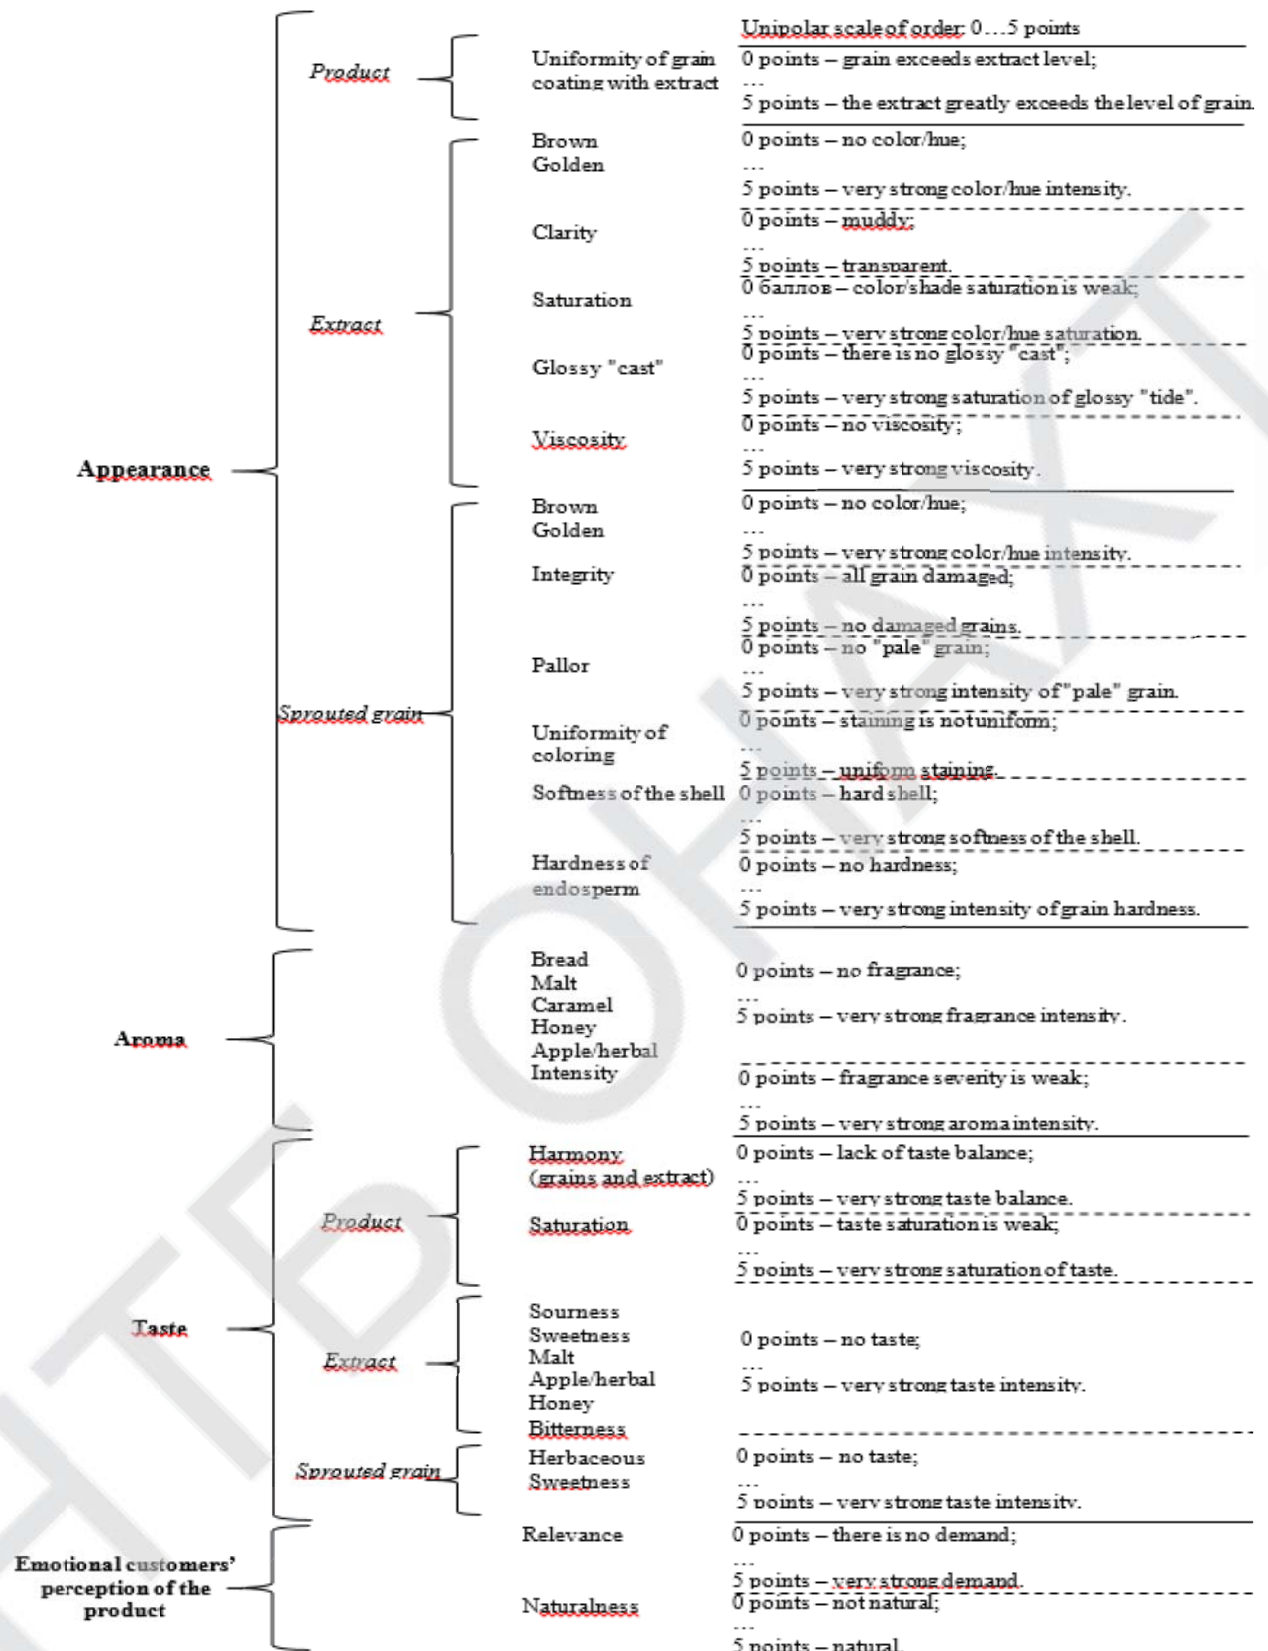 Unipolar scale of order: 0…5 points
Product
Uniformity of grain
coating with extract
0 points – grain exceeds extract level;
…
5 points – the extract greatly exceeds the level of grain.
Extract
Brown
Golden
0 points – no color/hue;
…
5 points – very strong color/hue intensity.
Clarity
0 points – muddy;
…
5 points – transparent.
Saturation
0 баллов – color/shade saturation is weak;
…
5 points – very strong color/hue saturation.
Glossy "cast"
0 points – there is no glossy "cast";
…
5 points – very strong saturation of glossy "tide".
Viscosity
0 points – no viscosity;
…
5 points – very strong viscosity.
Appearance
Sprouted grain
Brown
Golden
0 points – no color/hue;
…
5 points – very strong color/hue intensity.
Integrity
0 points – all grain damaged;
…
5 points – no damaged grains.
Pallor
0 points – no "pale" grain;
…
5 points – very strong intensity of "pale" grain.
Uniformity of
coloring
0 points – staining is not uniform;
…
5 points – uniform staining.
Softness of the shell
0 points – hard shell;
…
5 points – very strong softness of the shell.
Hardness of
endosperm
0 points – no hardness;
…
5 points – very strong intensity of grain hardness.
Aroma
Bread
Malt
Caramel
Honey
Apple/herbal
0 points – no fragrance;
…
5 points – very strong fragrance intensity.
Intensity
0 points – fragrance severity is weak;
…
5 points – very strong aroma intensity.
Taste
Product
Harmony
(grains and extract)
0 points – lack of taste balance;
…
5 points – very strong taste balance.
Saturation
0 points – taste saturation is weak;
…
5 points – very strong saturation of taste.
Extract
Sourness
Sweetness
Malt
Apple/herbal
Honey
Bitterness
0 points – no taste;
…
5 points – very strong taste intensity.
Sprouted grain
Herbaceous
Sweetness
0 points – no taste;
…
5 points – very strong taste intensity.
Emotional customers'
perception of the
product
Relevance
0 points – there is no demand;
…
5 points – very strong demand.
Naturalness
0 points – not natural;
…
5 points – natural.
НТБ ОНАХТ